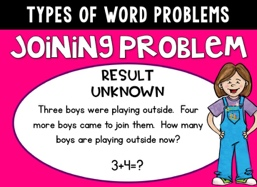 TYPES OF WORD PROBLEMS
JOINING PROBLEM
RESULT
UNKNOWN
Three boys were playing outside. Four
more boys came to join them. How many
boys are playing outside now?
3+4=?